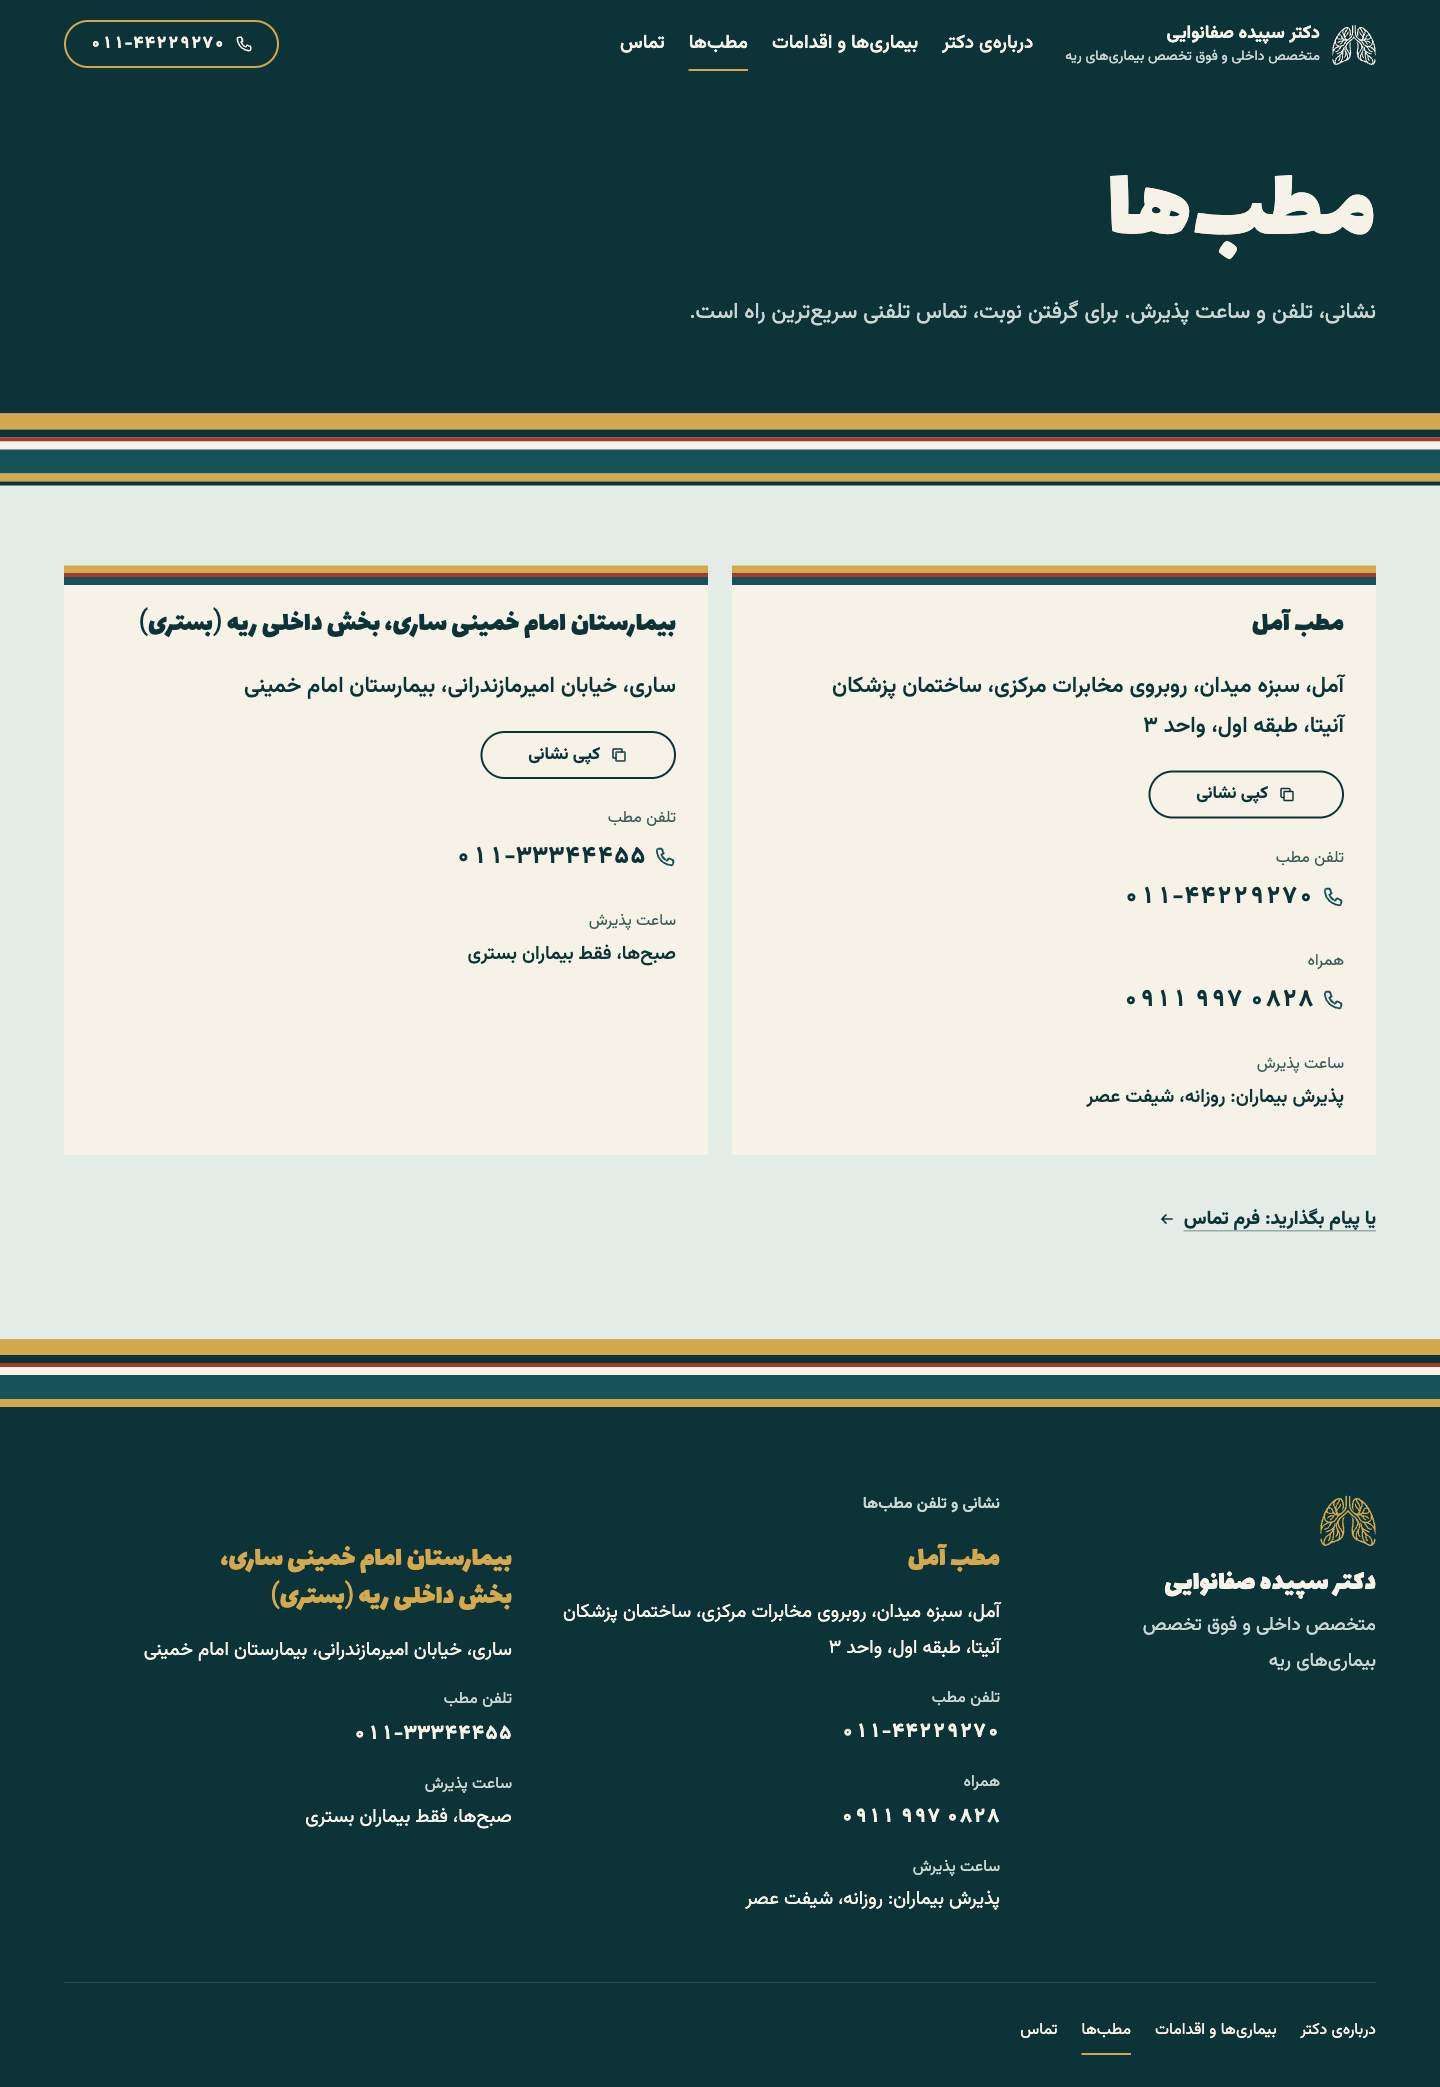 دکتر سپیده صفانوایی
متخصص داخلی و فوق تخصص بیماری‌های ریه
درباره‌ی دکتر
بیماری‌ها و اقدامات
مطب‌ها
تماس
۰۱۱-۴۴۲۲۹۲۷۰
مطب‌ها
نشانی، تلفن و ساعت پذیرش. برای گرفتن نوبت، تماس تلفنی سریع‌ترین راه است.
مطب آمل
آمل، سبزه میدان، روبروی مخابرات مرکزی، ساختمان پزشکان
آنیتا، طبقه اول، واحد ۳
کپی نشانی
تلفن مطب
۰۱۱-۴۴۲۲۹۲۷۰
همراه
۰۹۱۱ ۹۹۷ ۰۸۲۸
ساعت پذیرش
پذیرش بیماران: روزانه، شیفت عصر
بیمارستان امام خمینی ساری، بخش داخلی ریه (بستری)
ساری، خیابان امیرمازندرانی، بیمارستان امام خمینی
کپی نشانی
تلفن مطب
۰۱۱-۳۳۳۴۴۴۵۵
ساعت پذیرش
صبح‌ها، فقط بیماران بستری
یا پیام بگذارید: فرم تماس ←
دکتر سپیده صفانوایی
متخصص داخلی و فوق تخصص
بیماری‌های ریه
نشانی و تلفن مطب‌ها
مطب آمل
آمل، سبزه میدان، روبروی مخابرات مرکزی، ساختمان پزشکان
آنیتا، طبقه اول، واحد ۳
تلفن مطب
۰۱۱-۴۴۲۲۹۲۷۰
همراه
۰۹۱۱ ۹۹۷ ۰۸۲۸
ساعت پذیرش
پذیرش بیماران: روزانه، شیفت عصر
بیمارستان امام خمینی ساری،
بخش داخلی ریه (بستری)
ساری، خیابان امیرمازندرانی، بیمارستان امام خمینی
تلفن مطب
۰۱۱-۳۳۳۴۴۴۵۵
ساعت پذیرش
صبح‌ها، فقط بیماران بستری
درباره‌ی دکتر
بیماری‌ها و اقدامات
مطب‌ها
تماس